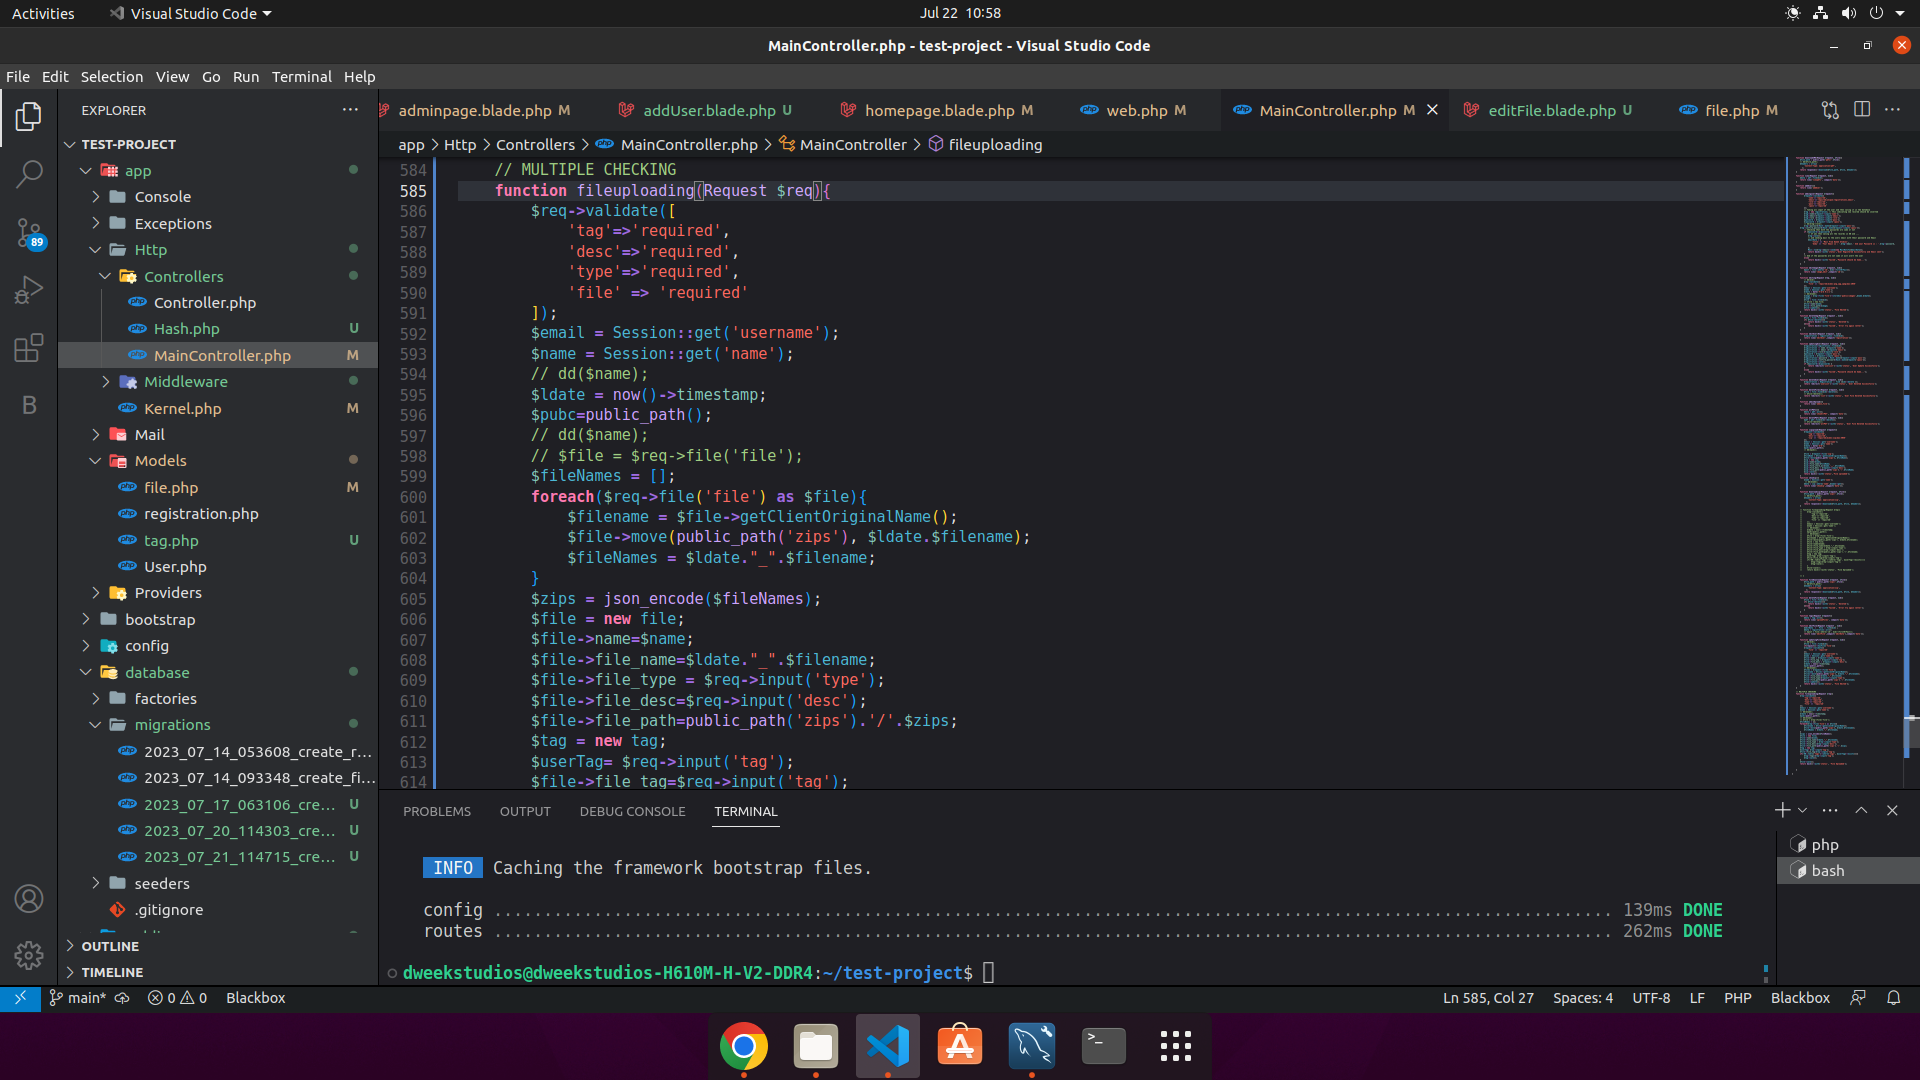 Activities
Visual Studio Code
Jul 22 10:58
MainController.php - test-project - Visual Studio Code
File Edit Selection View Go Run Terminal Help
EXPLORER
adminpage.blade.php M
addUser.blade.php U
homepage.blade.php M
web.php M
MainController.php M
editFile.blade.php U
file.php M
app > Http > Controllers > MainController.php > MainController > fileuploading
TEST-PROJECT
app
Console
Exceptions
Http
Controllers
Controller.php
Hash.php U
MainController.php M
Middleware
Kernel.php M
Mail
Models
file.php M
registration.php
tag.php U
User.php
Providers
bootstrap
config
database
factories
migrations
2023_07_14_053608_create_r...
2023_07_14_093348_create_fi...
2023_07_17_063106_cre... U
2023_07_20_114303_cre... U
2023_07_21_114715_cre... U
seeders
.gitignore
OUTLINE
TIMELINE
89
B
584 // MULTIPLE CHECKING
585 function fileuploading(Request $req){
586 $req->validate([
587 'tag'=>'required',
588 'desc'=>'required',
589 'type'=>'required',
590 'file' => 'required'
591 ]);
592 $email = Session::get('username');
593 $name = Session::get('name');
594 // dd($name);
595 $ldate = now()->timestamp;
596 $pubc=public_path();
597 // dd($name);
598 // $file = $req->file('file');
599 $fileNames = [];
600 foreach($req->file('file') as $file){
601 $filename = $file->getClientOriginalName();
602 $file->move(public_path('zips'), $ldate.$filename);
603 $fileNames = $ldate."_".$filename;
604 }
605 $zips = json_encode($fileNames);
606 $file = new file;
607 $file->name=$name;
608 $file->file_name=$ldate."_".$filename;
609 $file->file_type = $req->input('type');
610 $file->file_desc=$req->input('desc');
611 $file->file_path=public_path('zips').'/'.$zips;
612 $tag = new tag;
613 $userTag= $req->input('tag');
614 $file->file_tag=$req->input('tag');
PROBLEMS OUTPUT DEBUG CONSOLE TERMINAL
INFO Caching the framework bootstrap files.
config ................ 139ms DONE
routes ................ 262ms DONE
dweekstudios@dweekstudios-H610M-H-V2-DDR4:~/test-project$
php
bash
main* 0 0 Blackbox
Ln 585, Col 27 Spaces: 4 UTF-8 LF PHP Blackbox